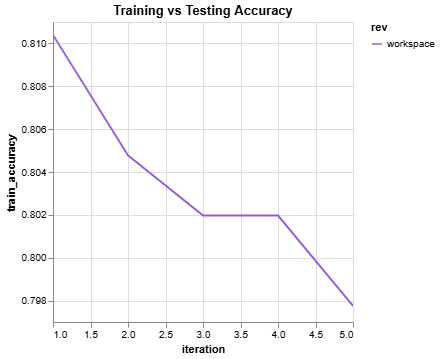 Training vs Testing Accuracy
rev
workspace
train_accuracy
0.810
0.808
0.806
0.804
0.802
0.800
0.798
1.0 1.5 2.0 2.5 3.0 3.5 4.0 4.5 5.0
iteration